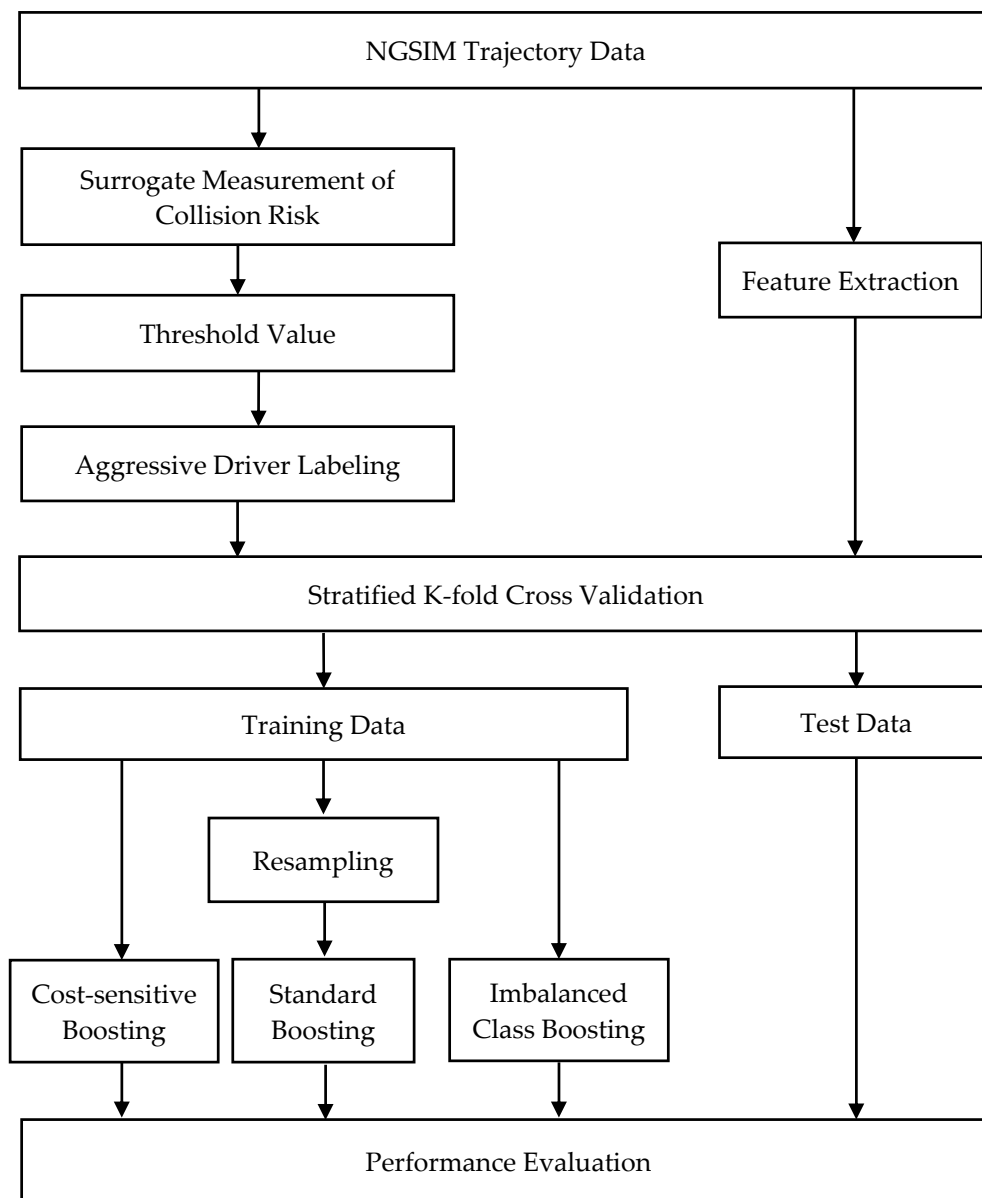 NGSIM Trajectory Data
Surrogate Measurement of
Collision Risk
Feature Extraction
Threshold Value
Aggressive Driver Labeling
Stratified K-fold Cross Validation
Training Data
Test Data
Resampling
Cost-sensitive
Boosting
Standard
Boosting
Imbalanced
Class Boosting
Performance Evaluation